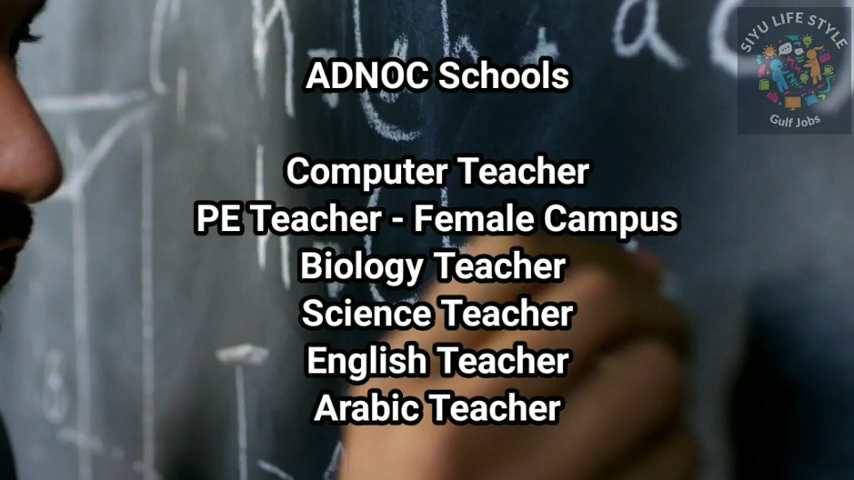 SIYU LIFE STYLE
Gulf Jobs
ADNOC Schools
Computer Teacher
PE Teacher - Female Campus
Biology Teacher
Science Teacher
English Teacher
Arabic Teacher